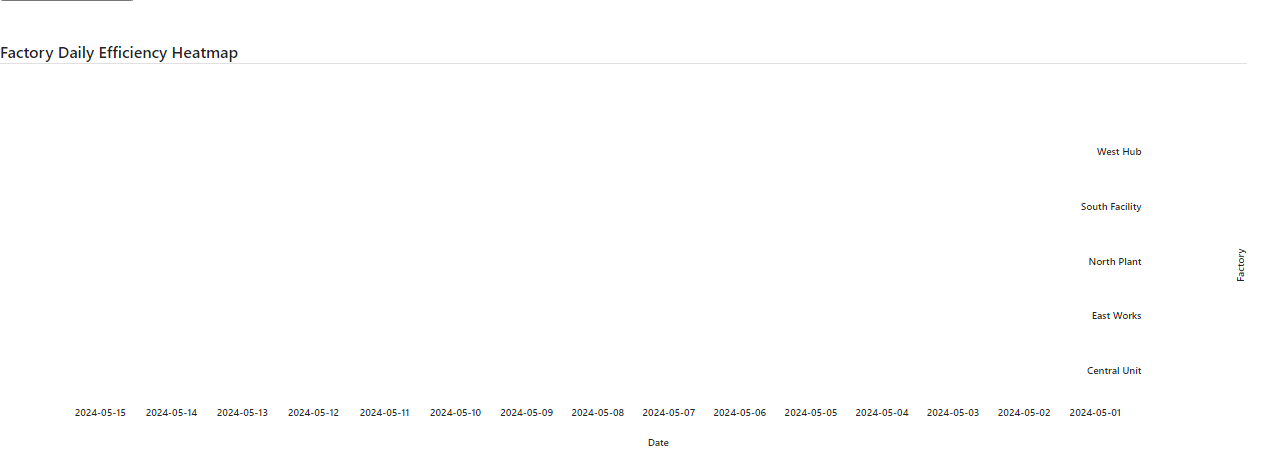 Factory Daily Efficiency Heatmap
West Hub
South Facility
North Plant
East Works
Central Unit
Factory
2024-05-15 2024-05-14 2024-05-13 2024-05-12 2024-05-11 2024-05-10 2024-05-09 2024-05-08 2024-05-07 2024-05-06 2024-05-05 2024-05-04 2024-05-03 2024-05-02 2024-05-01
Date